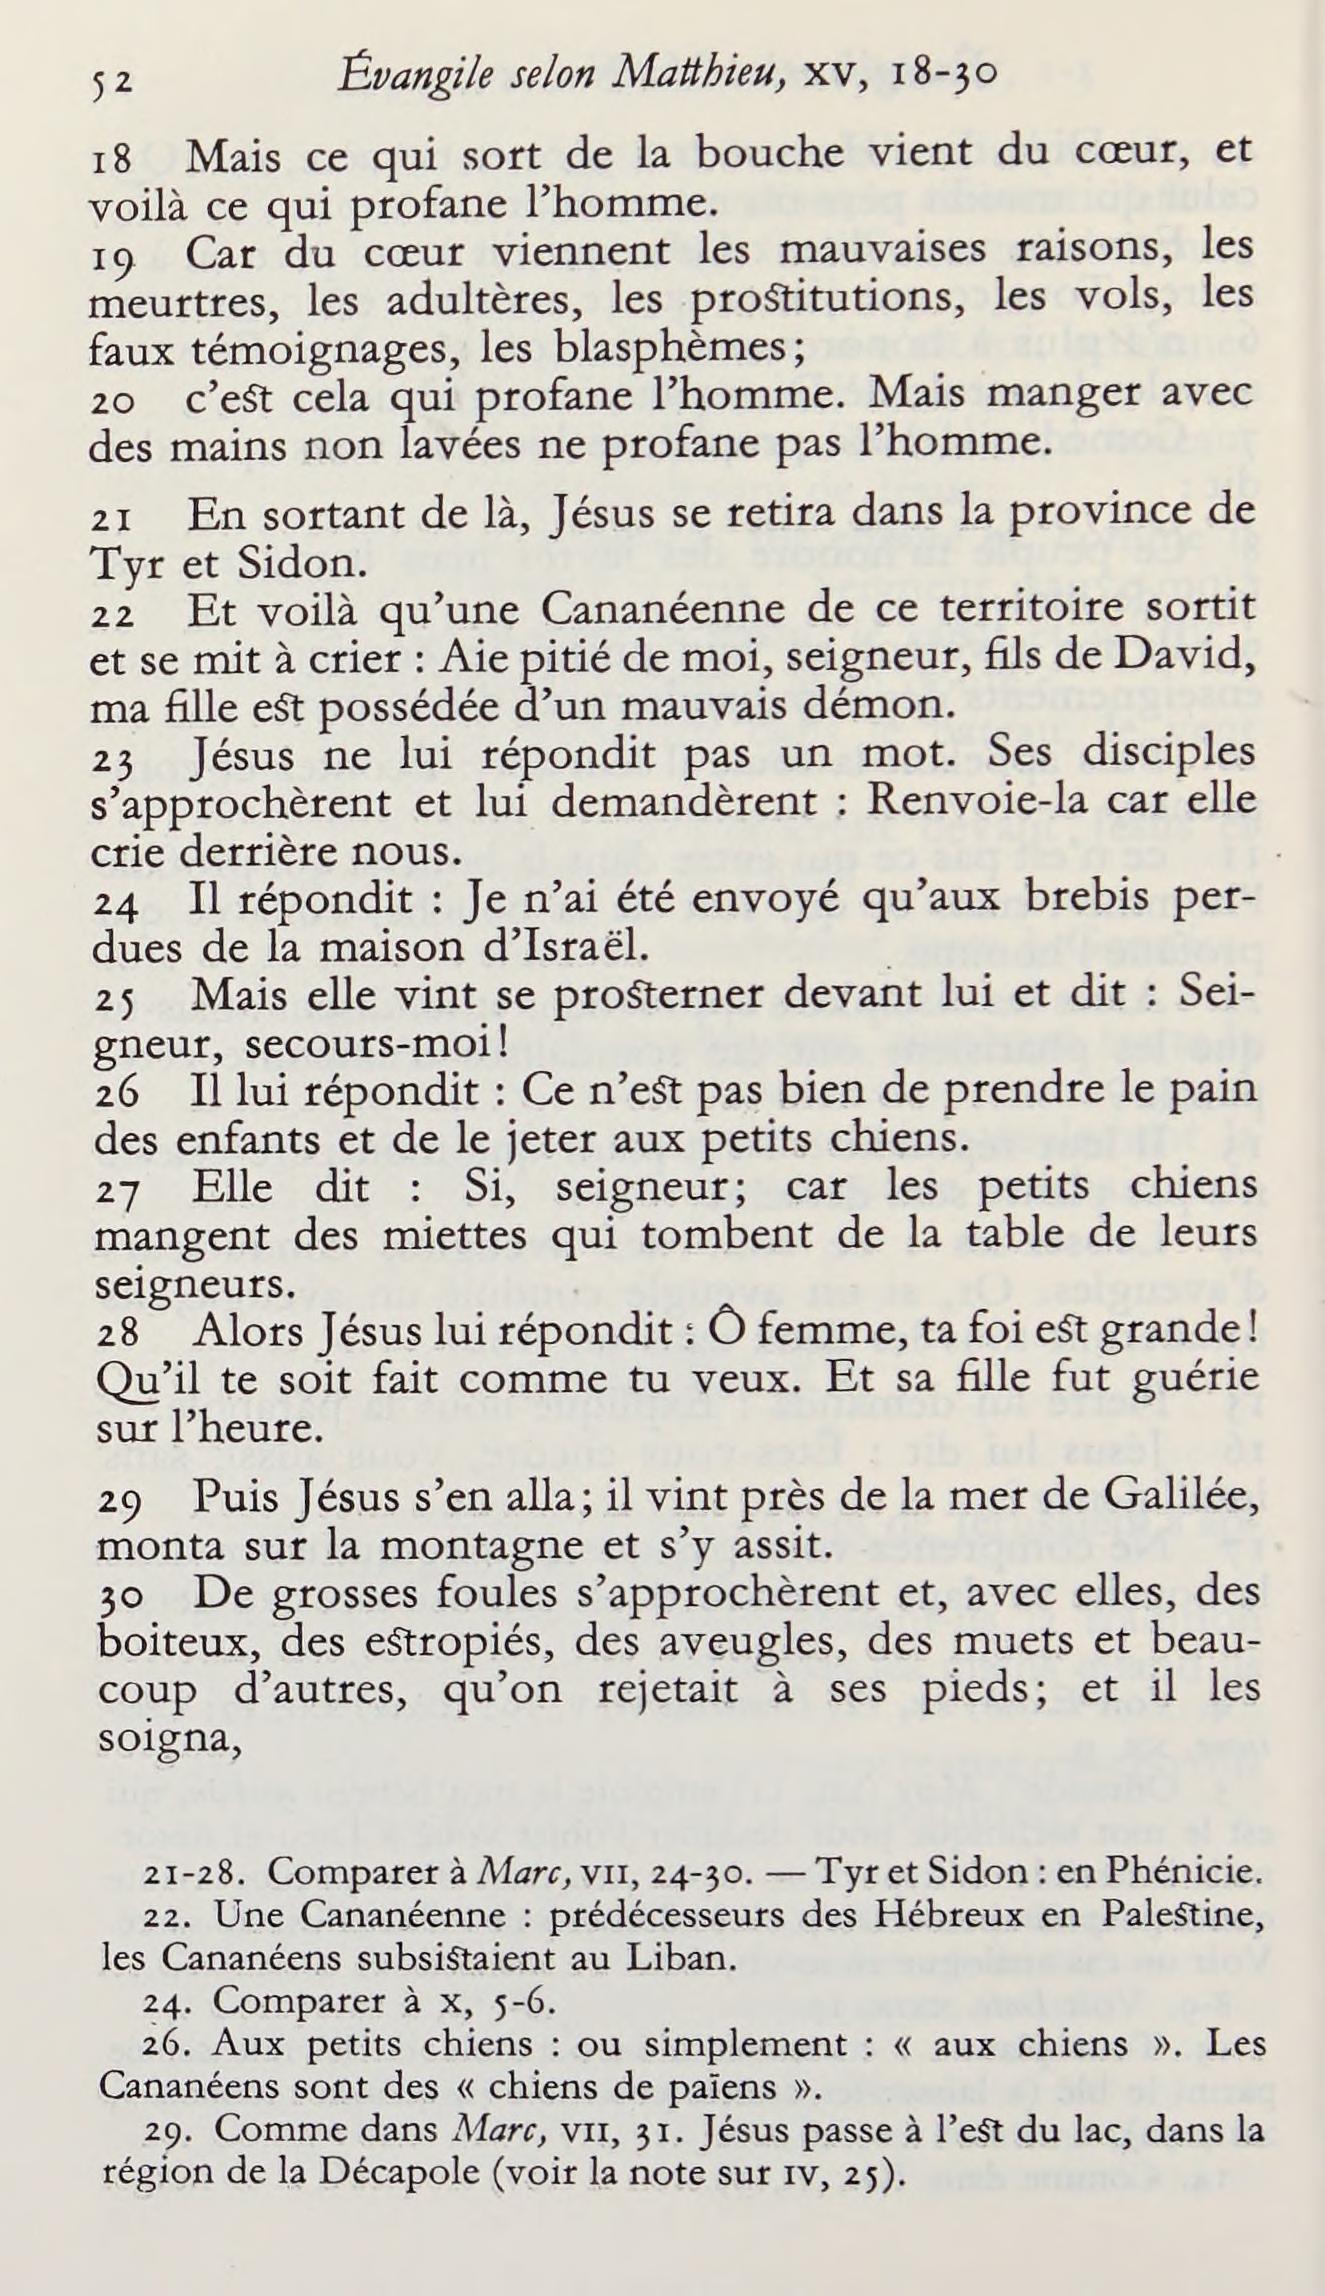 52 Évangile selon Matthieu, XV, 18-30
18 Mais ce qui sort de la bouche vient du cœur, et
voilà ce qui profane l’homme.
19 Car du cœur viennent les mauvaises raisons, les
meurtres, les adultères, les prostitutions, les vols, les
faux témoignages, les blasphèmes;
20 c’est cela qui profane l’homme. Mais manger avec
des mains non lavées ne profane pas l’homme.
21 En sortant de là, Jésus se retira dans la province de
Tyr et Sidon.
22 Et voilà qu’une Cananéenne de ce territoire sortit
et se mit à crier : Aie pitié de moi, seigneur, fils de David,
ma fille est possédée d’un mauvais démon.
23 Jésus ne lui répondit pas un mot. Ses disciples
s’approchèrent et lui demandèrent : Renvoie-la car elle
crie derrière nous.
24 Il répondit : Je n’ai été envoyé qu’aux brebis per-
dues de la maison d’Israël.
25 Mais elle vint se prosterner devant lui et dit : Sei-
gneur, secours-moi!
26 Il lui répondit : Ce n’est pas bien de prendre le pain
des enfants et de le jeter aux petits chiens.
27 Elle dit : Si, seigneur; car les petits chiens
mangent des miettes qui tombent de la table de leurs
seigneurs.
28 Alors Jésus lui répondit : Ô femme, ta foi est grande!
Qu’il te soit fait comme tu veux. Et sa fille fut guérie
sur l’heure.
29 Puis Jésus s’en alla; il vint près de la mer de Galilée,
monta sur la montagne et s’y assit.
30 De grosses foules s’approchèrent et, avec elles, des
boiteux, des estropiés, des aveugles, des muets et beau-
coup d’autres, qu’on rejetait à ses pieds; et il les
soigna,
21-28. Comparer à Marc, VII, 24-30. — Tyr et Sidon : en Phénicie.
22. Une Cananéenne : prédécesseurs des Hébreux en Palestine,
les Cananéens subsistaient au Liban.
24. Comparer à X, 5-6.
26. Aux petits chiens : ou simplement : « aux chiens ». Les
Cananéens sont des « chiens de païens ».
29. Comme dans Marc, VII, 31. Jésus passe à l’est du lac, dans la
région de la Décapole (voir la note sur IV, 25).